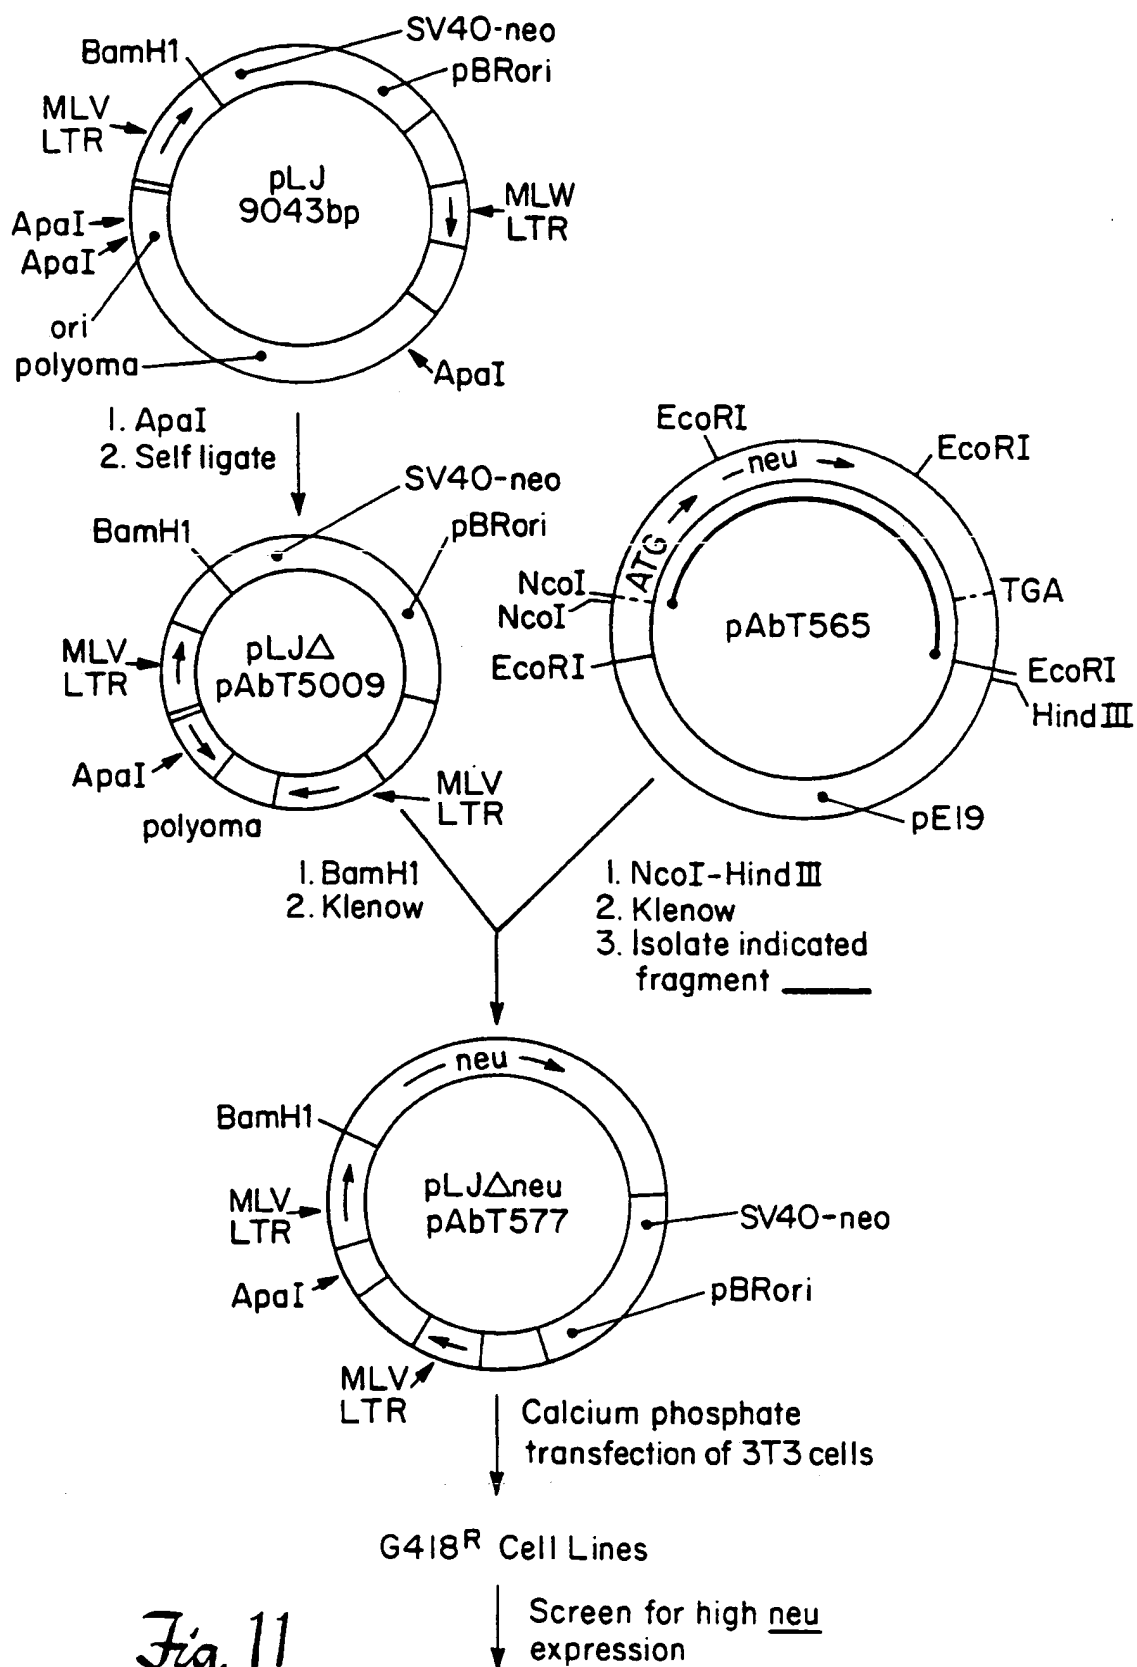 SV40-neo
BamH1
pBRori
MLV
LTR
pLJ
9043bp
MLW
LTR
ApaI
ApaI
ori
polyoma
ApaI
1. ApaI
2. Self ligate
EcoRI
EcoRI
neu
SV40-neo
BamH1
pBRori
ATG
NcoI
NcoI
TGA
pAbT565
MLV
LTR
pLJΔ
pAbT5009
EcoRI
EcoRI
Hind III
ApaI
MLV
LTR
polyoma
pE19
1. BamH1
2. Klenow
1. NcoI-Hind III
2. Klenow
3. Isolate indicated
fragment
neu
BamH1
MLV
LTR
pLJΔneu
pAbT577
SV40-neo
ApaI
pBRori
MLV
LTR
Calcium phosphate
transfection of 3T3 cells
G418R Cell Lines
Screen for high neu
expression
Fig. 11